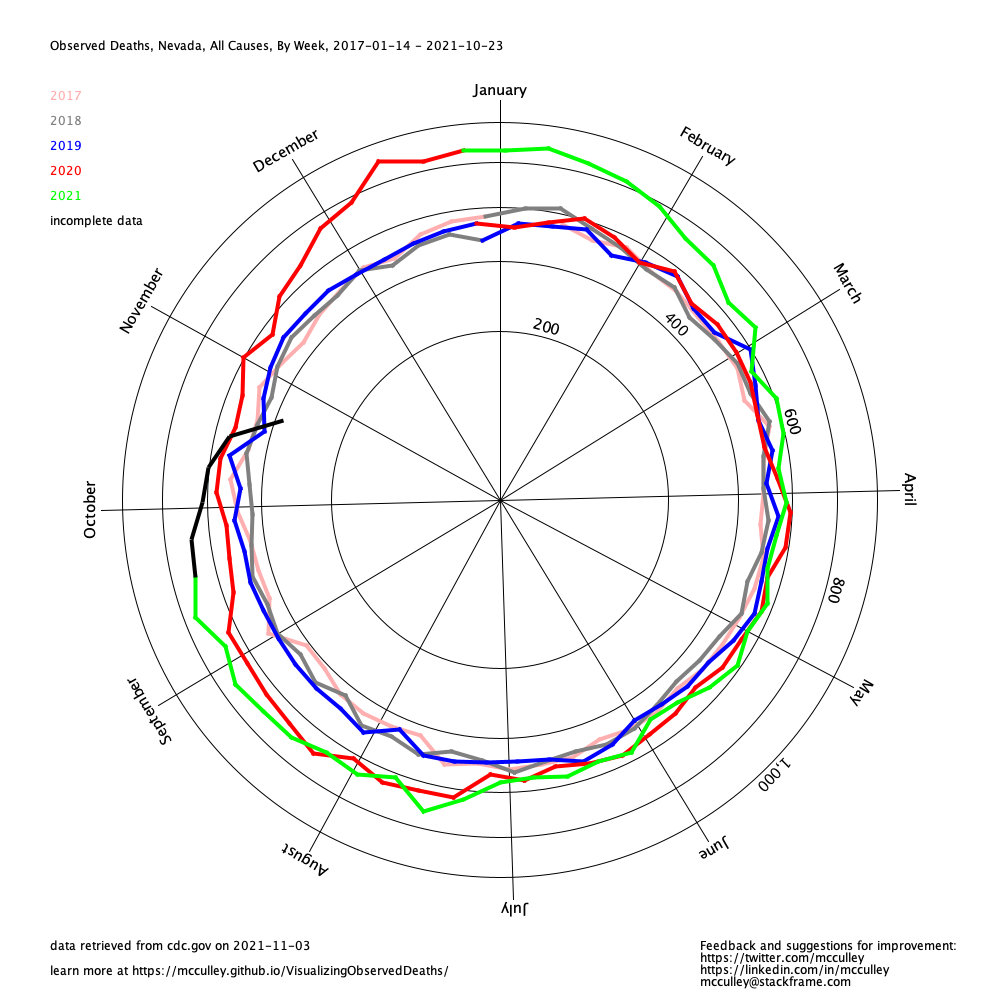 Observed Deaths, Nevada, All Causes, By Week, 2017-01-14 - 2021-10-23
January
2017
2018
2019
2020
2021
incomplete data
December
February
November
March
200
400
600
October
April
800
September
May
1,000
August
June
July
data retrieved from cdc.gov on 2021-11-03
learn more at https://mcculley.github.io/VisualizingObservedDeaths/
Feedback and suggestions for improvement:
https://twitter.com/mcculley
https://linkedin.com/in/mcculley
mcculley@stackframe.com